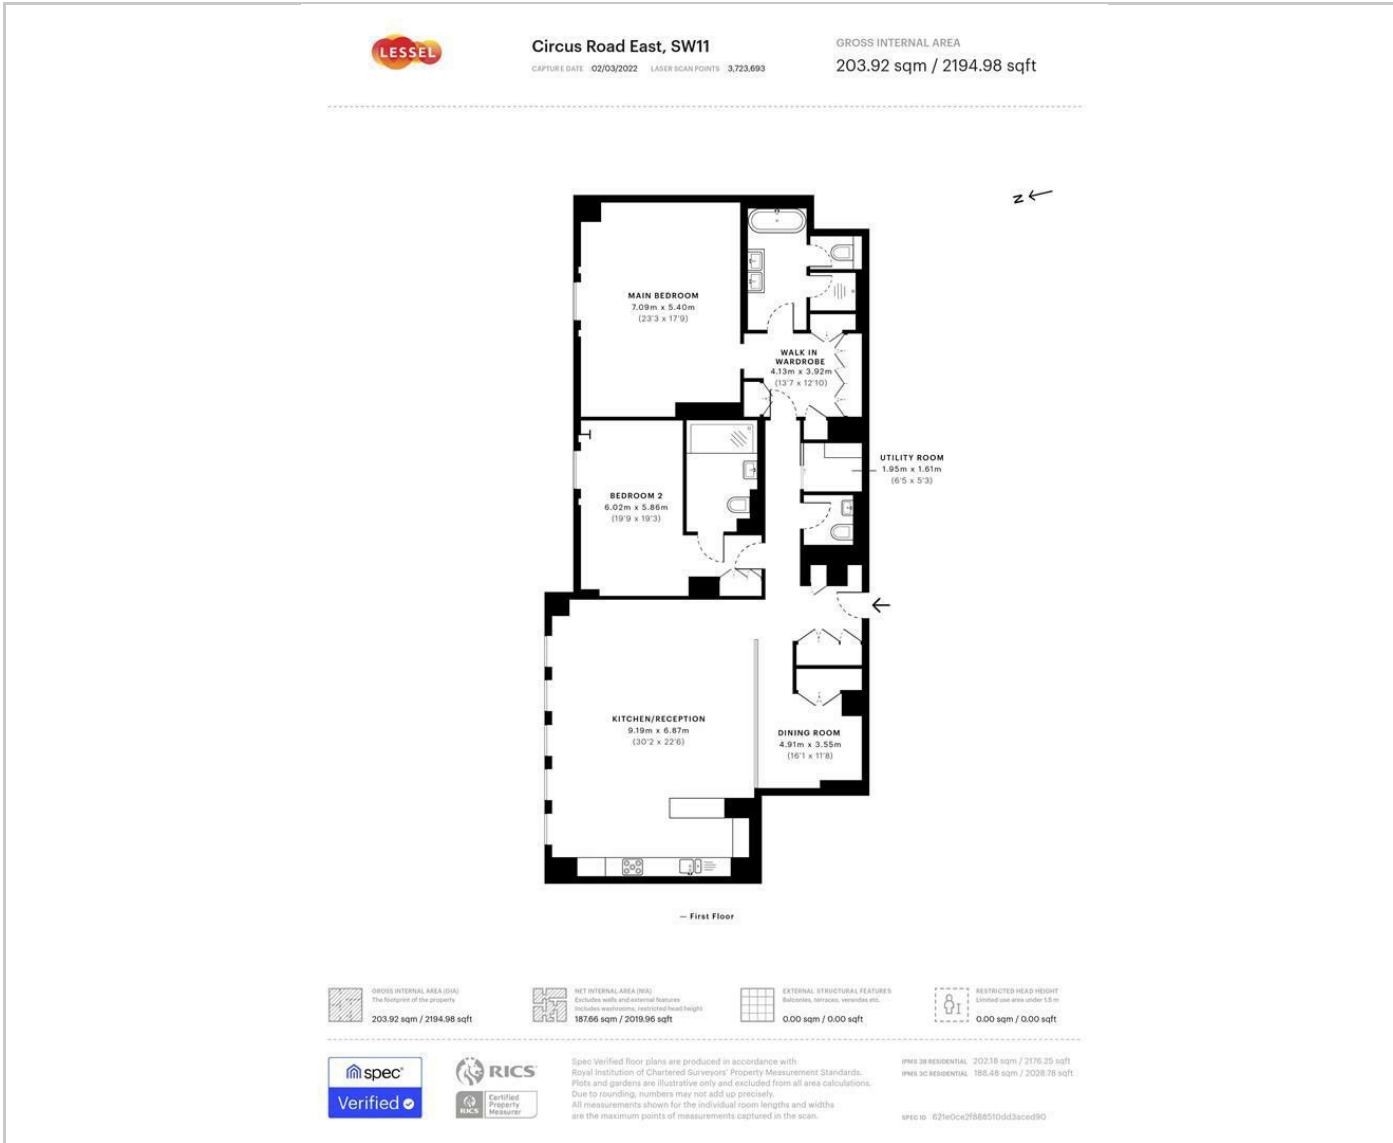 LESSEL
Circus Road East, SW11
CAPTURE DATE 02/03/2022 LASER SCAN POINTS 3,723,693
GROSS INTERNAL AREA
203.92 sqm / 2194.98 sqft
N
MAIN BEDROOM
7.09m x 5.40m
(23'3 x 17'9)
WALK IN
WARDROBE
4.13m x 3.92m
(13'7 x 12'10)
UTILITY ROOM
1.95m x 1.61m
(6'5 x 5'3)
BEDROOM 2
6.02m x 5.86m
(19'9 x 19'3)
KITCHEN/RECEPTION
9.19m x 6.87m
(30'2 x 22'6)
DINING ROOM
4.91m x 3.55m
(16'1 x 11'8)
— First Floor
GROSS INTERNAL AREA (GIA)
The footprint of the property
203.92 sqm / 2194.98 sqft
NET INTERNAL AREA (NIA)
Excludes walls and external features
Includes washrooms, restricted head height
187.66 sqm / 2019.96 sqft
EXTERNAL STRUCTURAL FEATURES
Balconies, terraces, verandas etc.
0.00 sqm / 0.00 sqft
RESTRICTED HEAD HEIGHT
Limited use area under 1.5 m
0.00 sqm / 0.00 sqft
spec
Verified
RICS
RICS
Certified
Property
Measurer
Spec Verified floor plans are produced in accordance with
Royal Institution of Chartered Surveyors' Property Measurement Standards.
Plots and gardens are illustrative only and excluded from all area calculations.
Due to rounding, numbers may not add up precisely.
All measurements shown for the individual room lengths and widths
are the maximum points of measurements captured in the scan.
IPMS 3B RESIDENTIAL 202.18 sqm / 2176.25 sqft
IPMS 3C RESIDENTIAL 188.48 sqm / 2028.78 sqft
SPEC ID 621e0ce2f888510dd3aced90